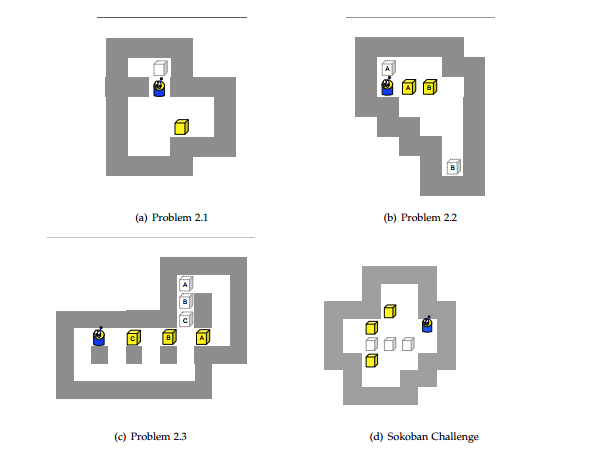 A
A
B
B
(a) Problem 2.1
(b) Problem 2.2
A
B
C
C
B
A
(c) Problem 2.3
(d) Sokoban Challenge